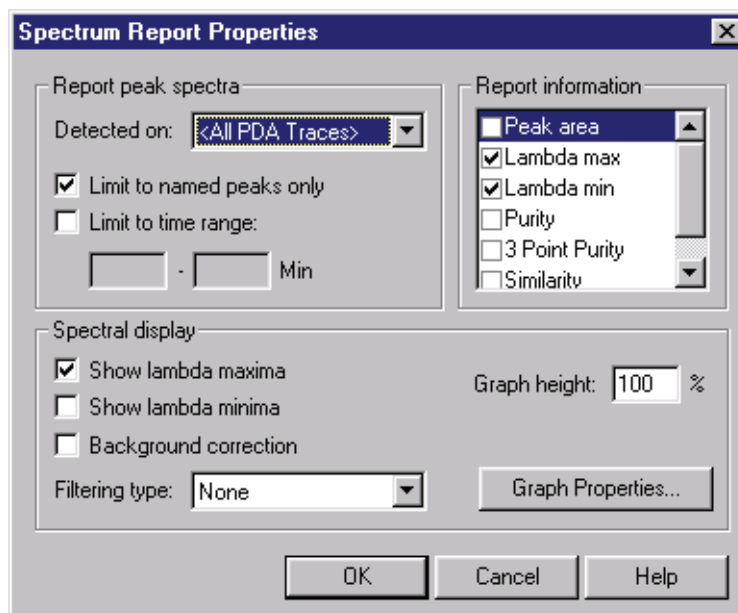 Spectrum Report Properties
Report peak spectra
Detected on: <All PDA Traces>
Limit to named peaks only
Limit to time range:
- Min
Report information
Peak area
Lambda max
Lambda min
Purity
3 Point Purity
Similarity
Spectral display
Show lambda maxima
Show lambda minima
Background correction
Filtering type: None
Graph height: 100 %
Graph Properties...
OK Cancel Help